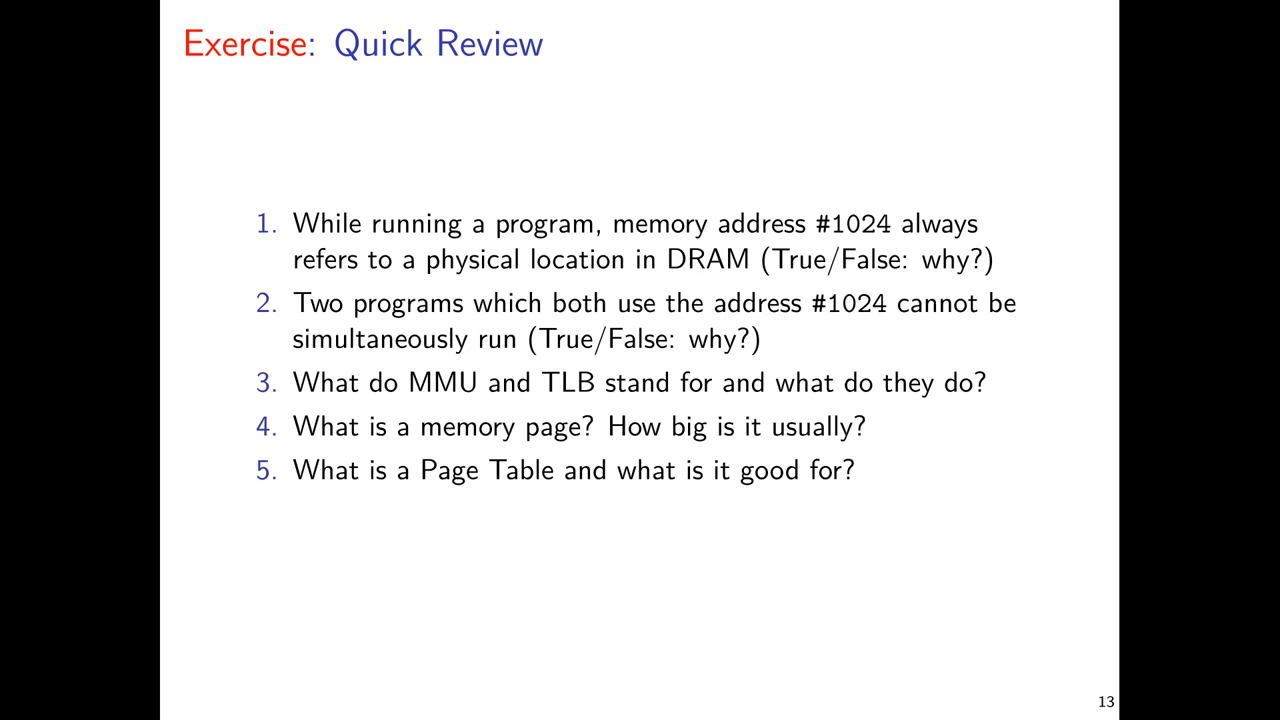 Exercise: Quick Review
1. While running a program, memory address #1024 always
refers to a physical location in DRAM (True/False: why?)
2. Two programs which both use the address #1024 cannot be
simultaneously run (True/False: why?)
3. What do MMU and TLB stand for and what do they do?
4. What is a memory page? How big is it usually?
5. What is a Page Table and what is it good for?
13